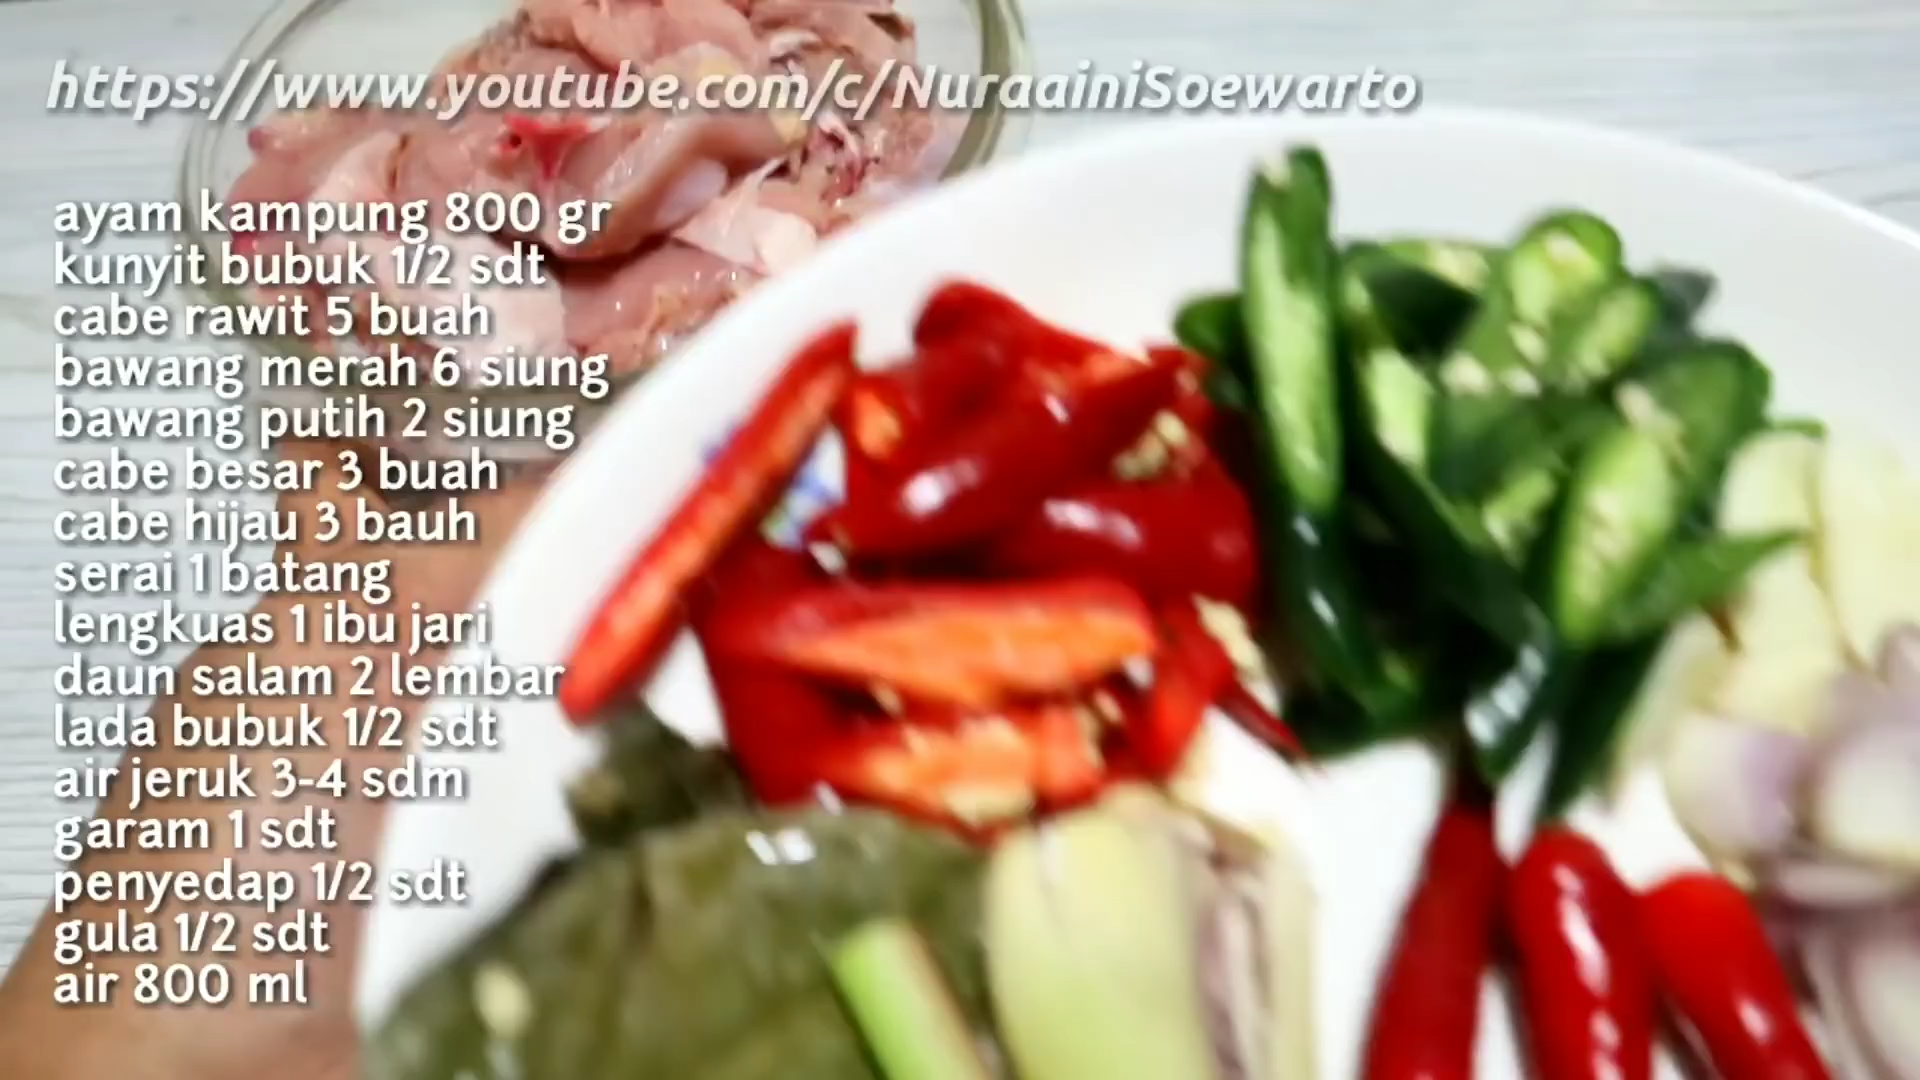 https://www.youtube.com/c/NuraainiSoewarto
ayam kampung 800 gr
kunyit bubuk 1/2 sdt
cabe rawit 5 buah
bawang merah 6 siung
bawang putih 2 siung
cabe besar 3 buah
cabe hijau 3 bauh
serai 1 batang
lengkuas 1 ibu jari
daun salam 2 lembar
lada bubuk 1/2 sdt
air jeruk 3-4 sdm
garam 1 sdt
penyedap 1/2 sdt
gula 1/2 sdt
air 800 ml